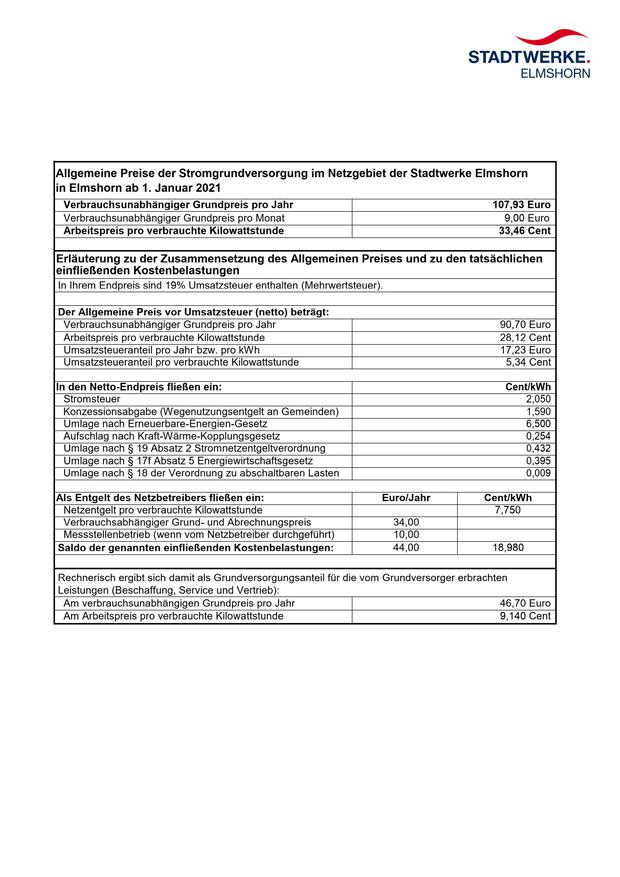 STADTWERKE.
ELMSHORN
Allgemeine Preise der Stromgrundversorgung im Netzgebiet der Stadtwerke Elmshorn
in Elmshorn ab 1. Januar 2021
Verbrauchsunabhängiger Grundpreis pro Jahr 107,93 Euro
Verbrauchsunabhängiger Grundpreis pro Monat 9,00 Euro
Arbeitspreis pro verbrauchte Kilowattstunde 33,46 Cent
Erläuterung zu der Zusammensetzung des Allgemeinen Preises und zu den tatsächlichen
einfließenden Kostenbelastungen
In Ihrem Endpreis sind 19% Umsatzsteuer enthalten (Mehrwertsteuer).
Der Allgemeine Preis vor Umsatzsteuer (netto) beträgt:
Verbrauchsunabhängiger Grundpreis pro Jahr 90,70 Euro
Arbeitspreis pro verbrauchte Kilowattstunde 28,12 Cent
Umsatzsteueranteil pro Jahr bzw. pro kWh 17,23 Euro
Umsatzsteueranteil pro verbrauchte Kilowattstunde 5,34 Cent
In den Netto-Endpreis fließen ein: Cent/kWh
Stromsteuer 2,050
Konzessionsabgabe (Wegenutzungsentgelt an Gemeinden) 1,590
Umlage nach Erneuerbare-Energien-Gesetz 6,500
Aufschlag nach Kraft-Wärme-Kopplungsgesetz 0,254
Umlage nach § 19 Absatz 2 Stromnetzentgeltverordnung 0,432
Umlage nach § 17f Absatz 5 Energiewirtschaftsgesetz 0,395
Umlage nach § 18 der Verordnung zu abschaltbaren Lasten 0,009
Als Entgelt des Netzbetreibers fließen ein: Euro/Jahr Cent/kWh
Netzentgelt pro verbrauchte Kilowattstunde 7,750
Verbrauchsabhängiger Grund- und Abrechnungspreis 34,00
Messstellenbetrieb (wenn vom Netzbetreiber durchgeführt) 10,00
Saldo der genannten einfließenden Kostenbelastungen: 44,00 18,980
Rechnerisch ergibt sich damit als Grundversorgungsanteil für die vom Grundversorger erbrachten
Leistungen (Beschaffung, Service und Vertrieb):
Am verbrauchsunabhängigen Grundpreis pro Jahr 46,70 Euro
Am Arbeitspreis pro verbrauchte Kilowattstunde 9,140 Cent